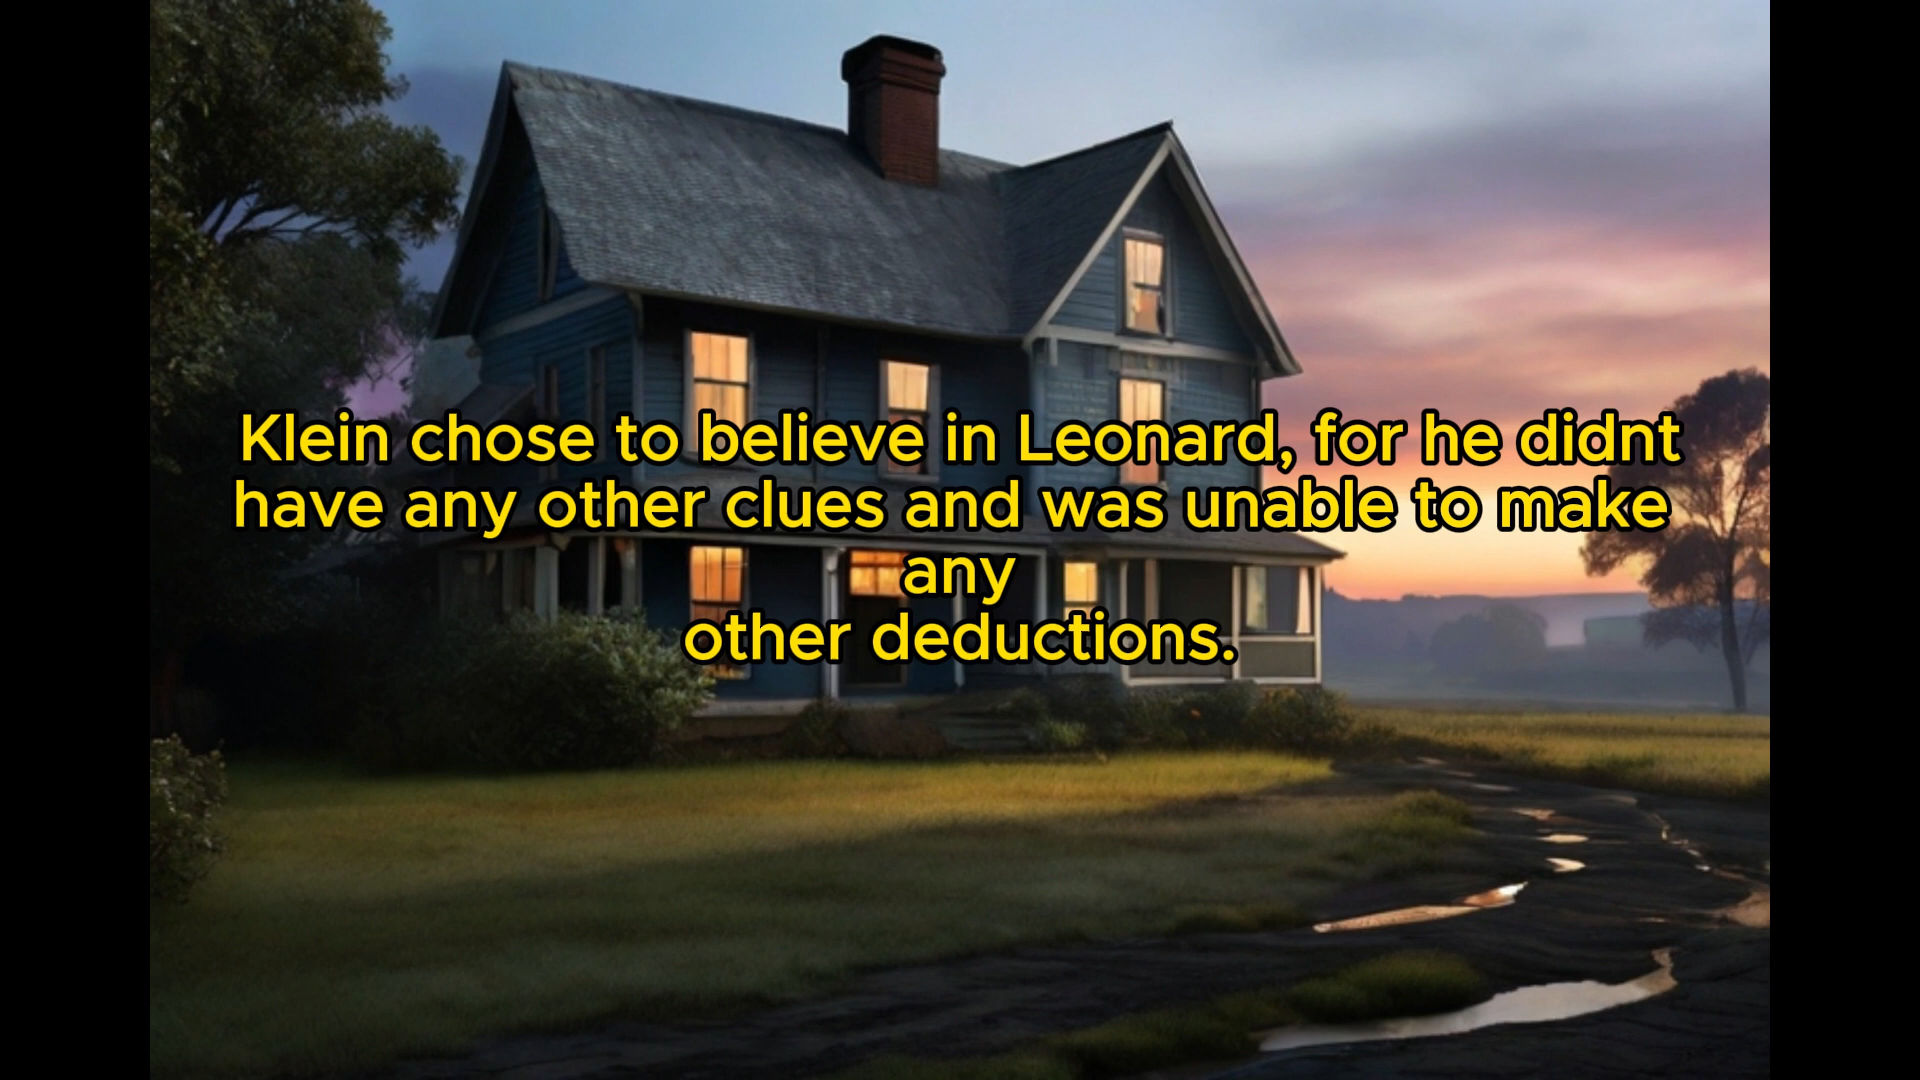 Klein chose to believe in Leonard, for he didnt
have any other clues and was unable to make
any
other deductions.